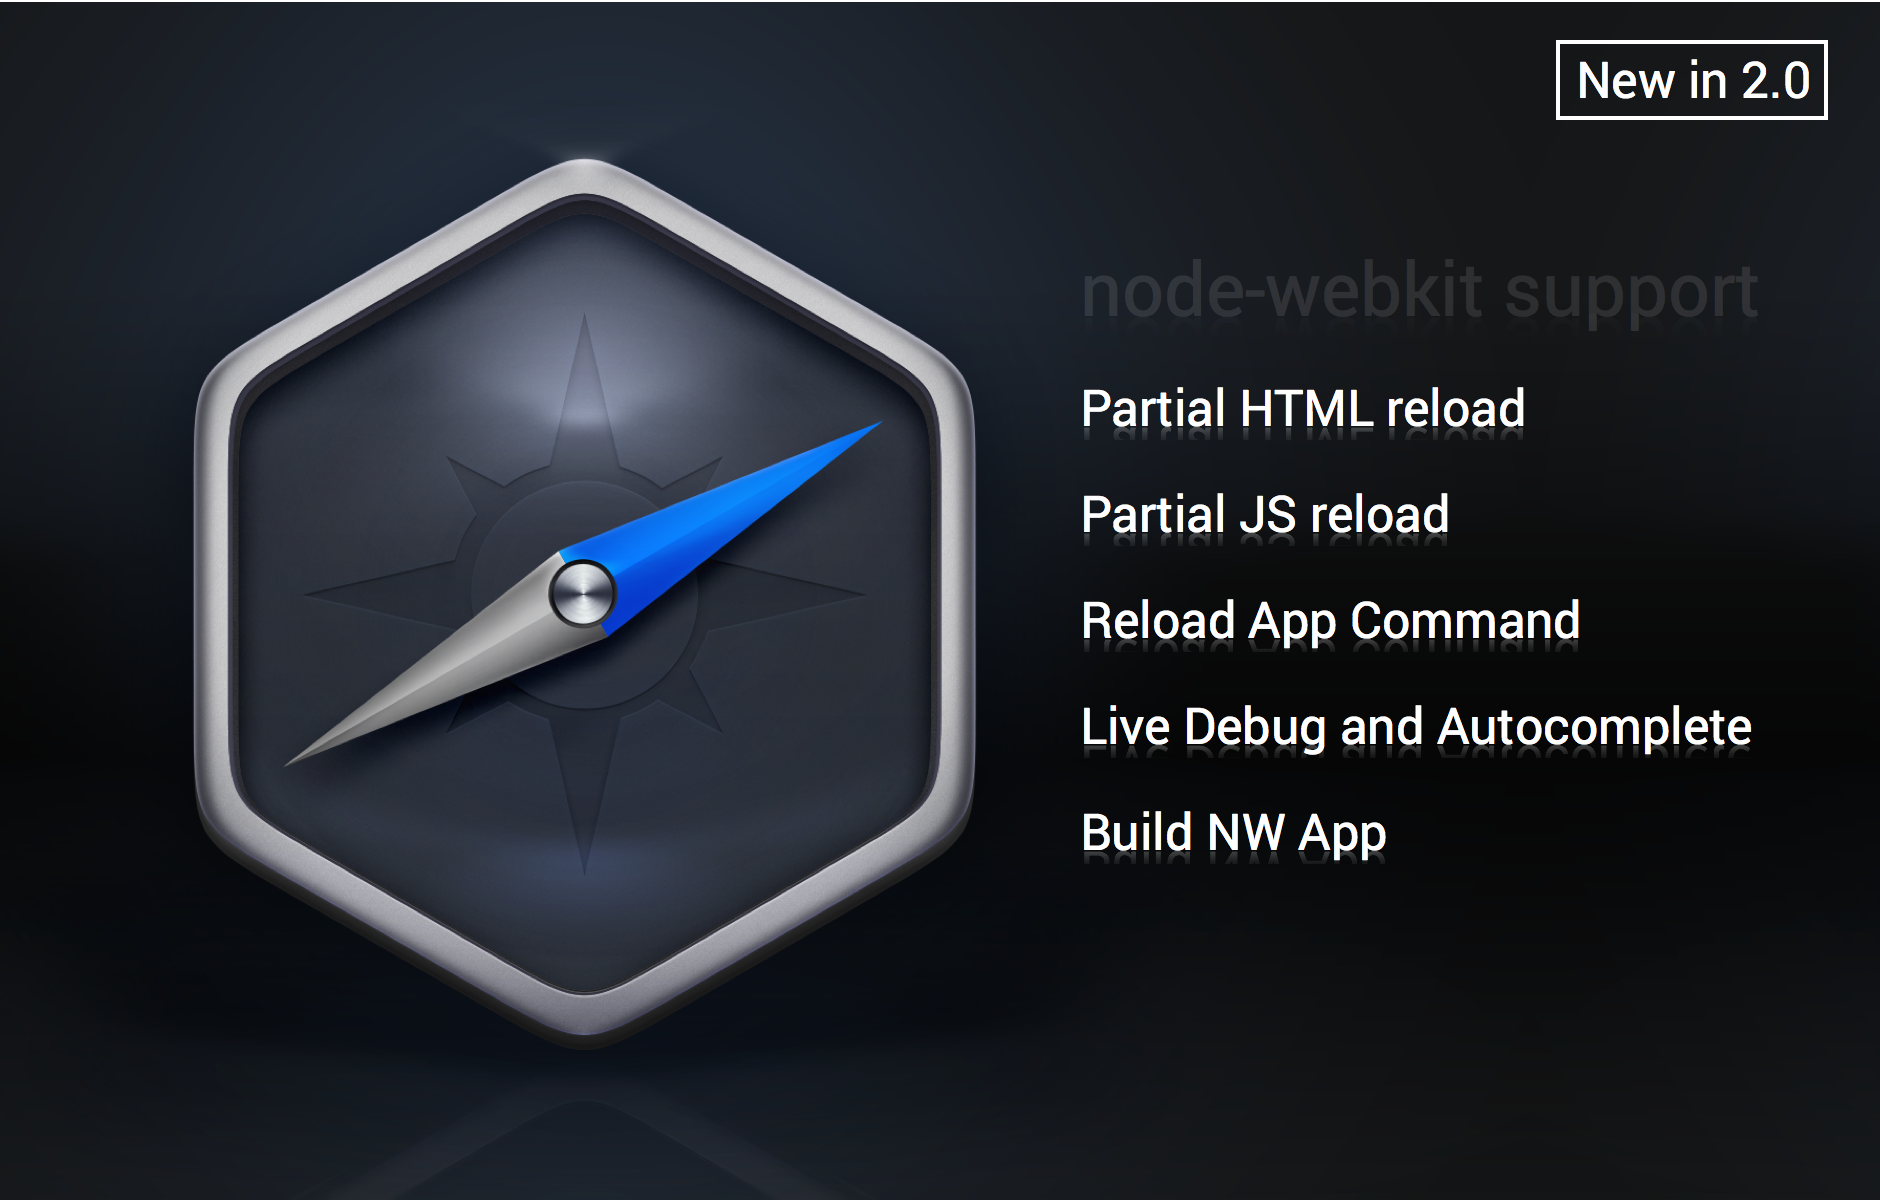 New in 2.0
node-webkit support
Partial HTML reload
Partial JS reload
Reload App Command
Live Debug and Autocomplete
Build NW App